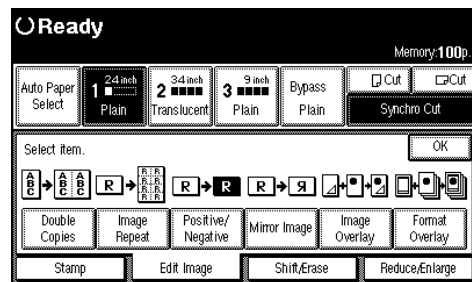 Ready
Memory:100p.
Auto Paper Select
1 24inch Plain
2 34inch Translucent
3 9inch Plain
Bypass Plain
Cut
Cut
Synchro Cut
Select item.
OK
A B C → A B C A B C
R → R R R R R R R R
R → R
R → Я
Double Copies
Image Repeat
Positive/Negative
Mirror Image
Image Overlay
Format Overlay
Stamp
Edit Image
Shift/Erase
Reduce/Enlarge